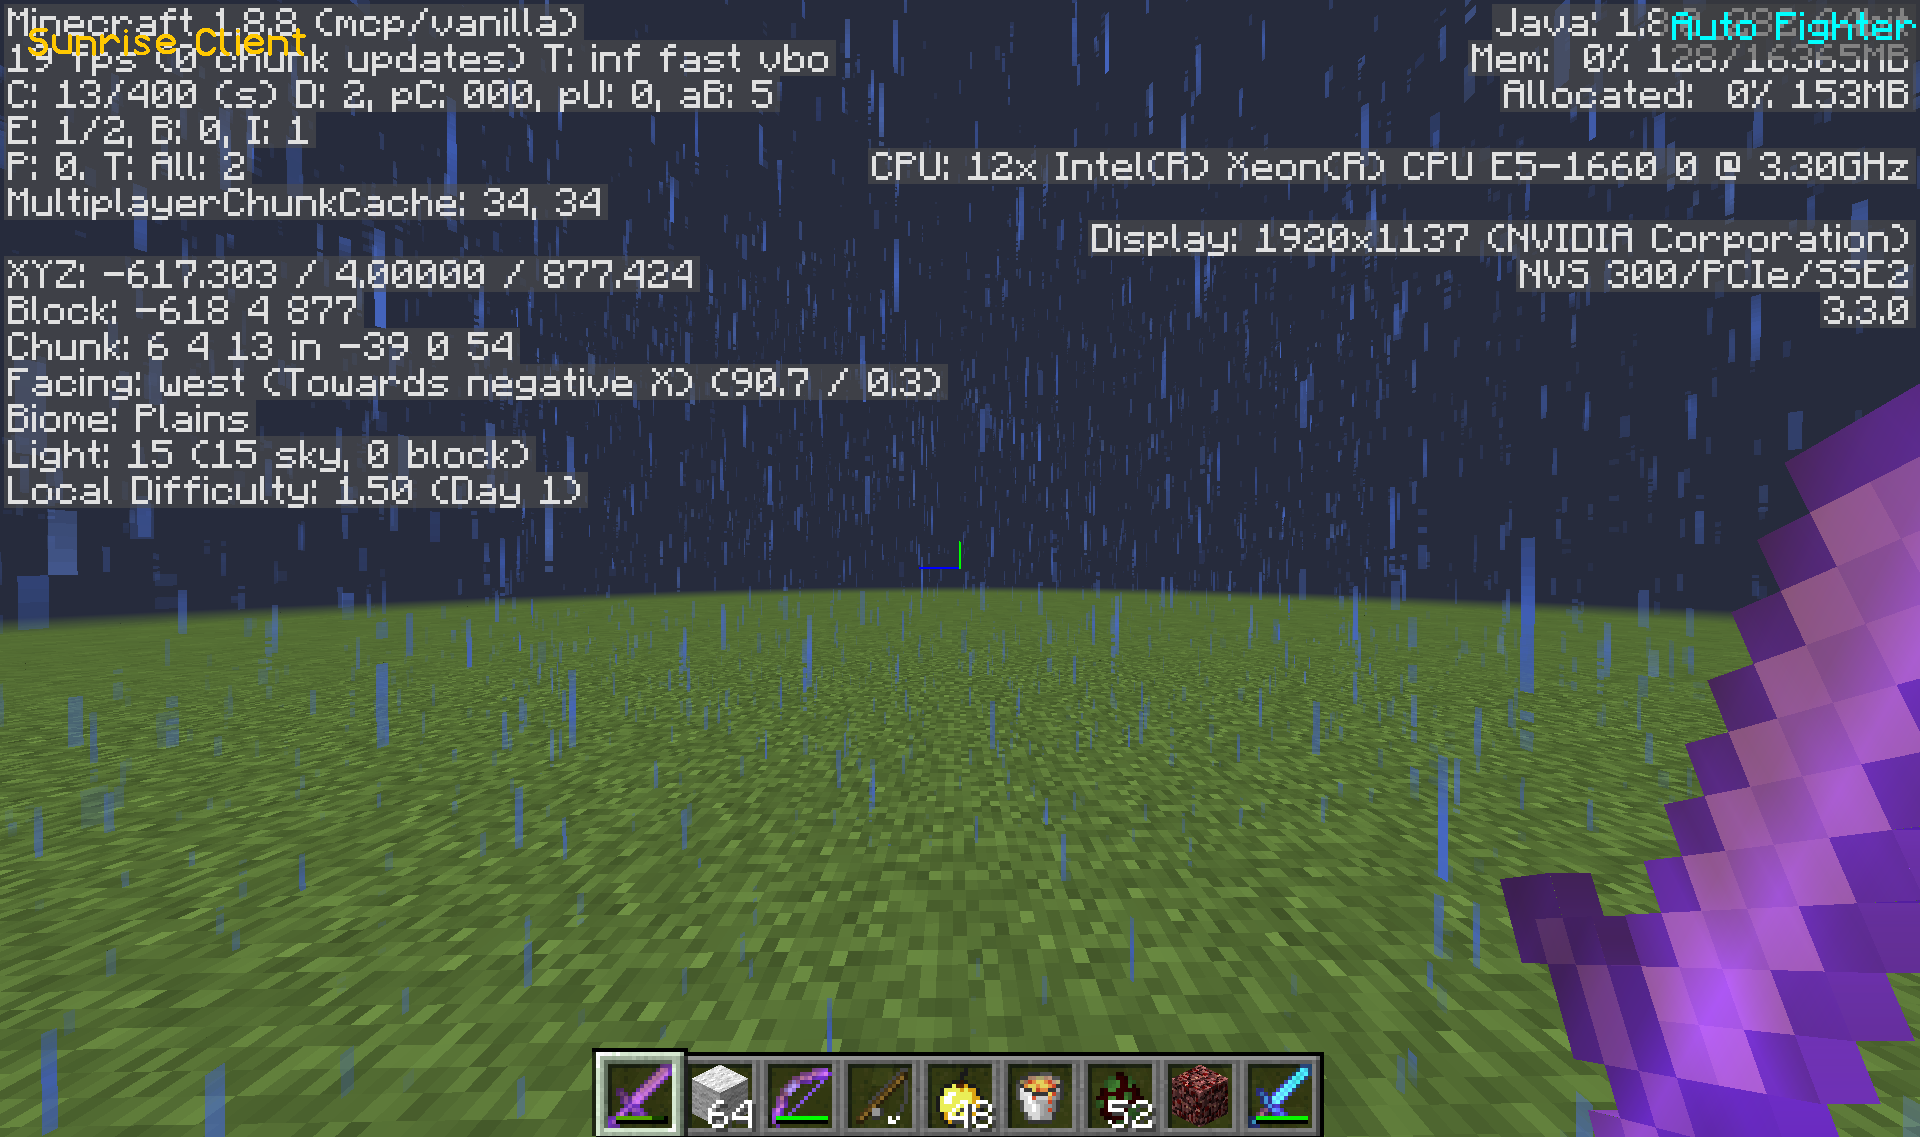 Minecraft 1.8.8 (mcp/vanilla)
Sunrise Client
19 fps (0 chunk updates) T: inf fast vbo
C: 13/400 (s) D: 2, pC: 000, pU: 0, aB: 5
E: 1/2, B: 0, I: 1
P: 0. T: All: 2
MultiplayerChunkCache: 34, 34
XYZ: -617.303 / 4.00000 / 877.424
Block: -618 4 877
Chunk: 6 4 13 in -39 0 54
Facing: west (Towards negative X) (90.7 / 0.3)
Biome: Plains
Light: 15 (15 sky, 0 block)
Local Difficulty: 1.50 (Day 1)
Java: 1.8
Auto Fighter
Mem: 0% 128/16365MB
Allocated: 0% 153MB
CPU: 12x Intel(R) Xeon(R) CPU E5-1660 0 @ 3.30GHz
Display: 1920x1137 (NVIDIA Corporation)
NVS 300/PCIe/SSE2
3.3.0
64
48
52